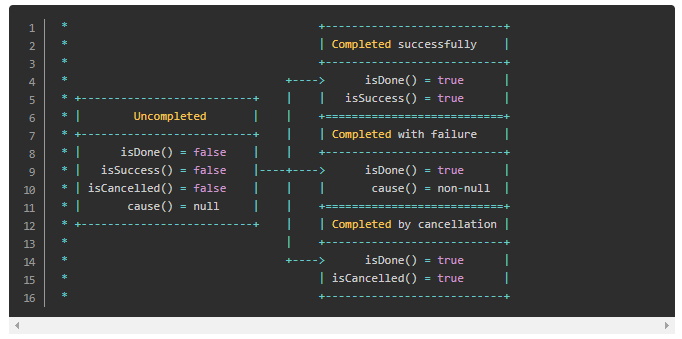 1  *                                      +---------------------------+
2  *                                      | Completed successfully    |
3  *                                      +---------------------------+
4  *                                 +---->      isDone() = true      |
5  * +--------------------------+    |    |   isSuccess() = true      |
6  * |        Uncompleted       |    |    +===========================+
7  * +--------------------------+    |    | Completed with failure    |
8  * |      isDone() = false    |    |    +---------------------------+
9  * |   isSuccess() = false    |----+---->      isDone() = true      |
10  * | isCancelled() = false    |    |    |       cause() = non-null  |
11  * |       cause() = null     |    |    +===========================+
12  * +--------------------------+    |    | Completed by cancellation |
13  *                                 |    +---------------------------+
14  *                                 +---->      isDone() = true      |
15  *                                      | isCancelled() = true      |
16  *                                      +---------------------------+